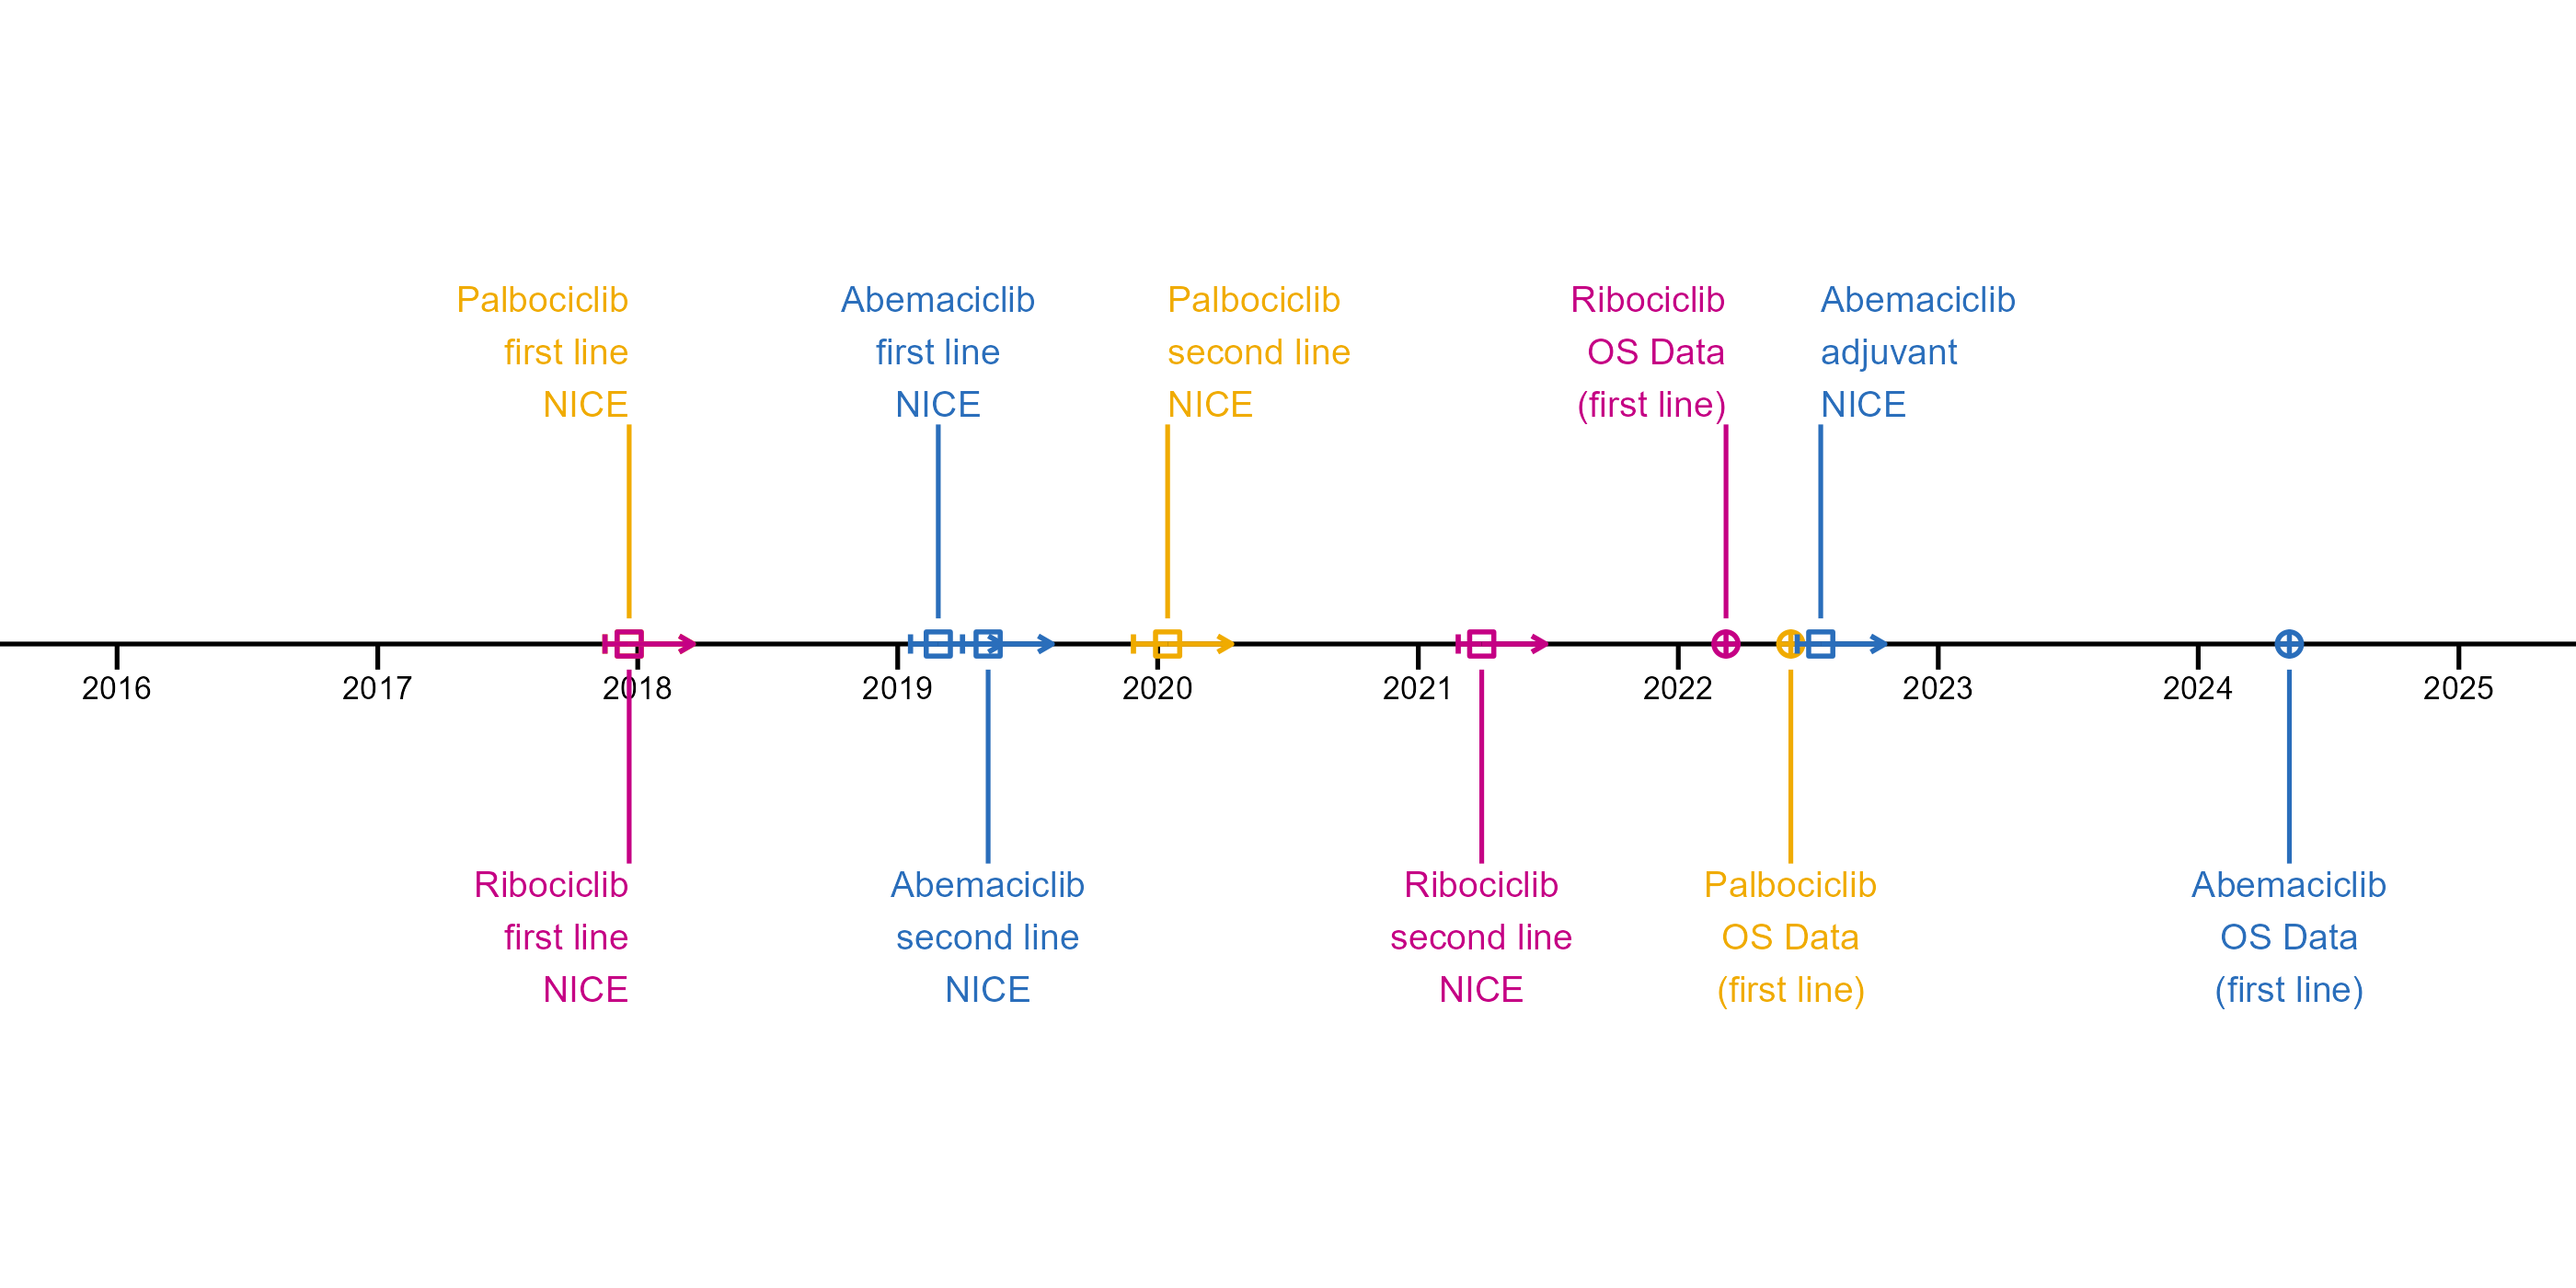 Palbociclib
first line
NICE
Abemaciclib
first line
NICE
Palbociclib
second line
NICE
Ribociclib
OS Data
(first line)
Abemaciclib
adjuvant
NICE
2016
2017
2018
2019
2020
2021
2022
2023
2024
2025
Ribociclib
first line
NICE
Abemaciclib
second line
NICE
Ribociclib
second line
NICE
Palbociclib
OS Data
(first line)
Abemaciclib
OS Data
(first line)